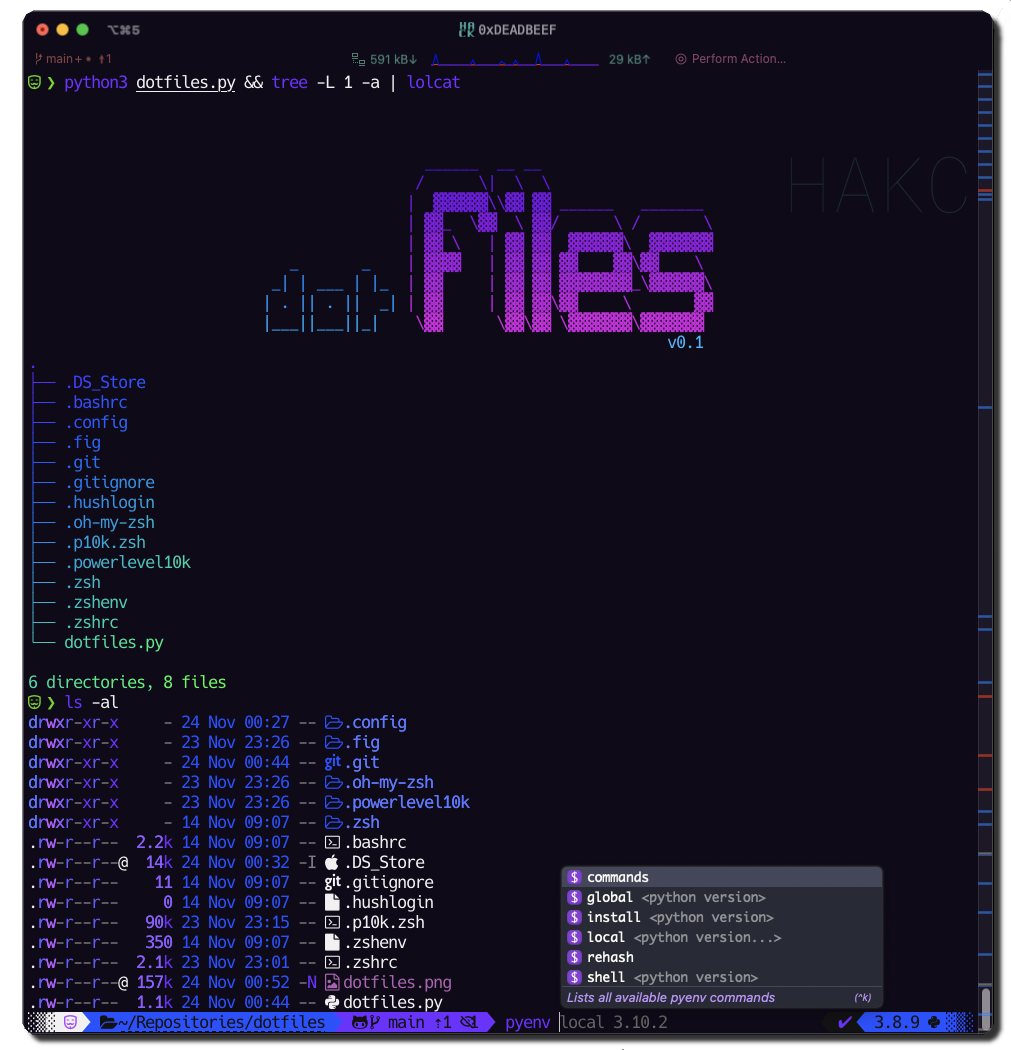 ⌥⌘5
HACK 0xDEADBEEF
main+ • ↑1
591 kB↓
29 kB↑
Perform Action...
❯ python3 dotfiles.py && tree -L 1 -a | lolcat
HAKC
dot Files
v0.1
.
├── .DS_Store
├── .bashrc
├── .config
├── .fig
├── .git
├── .gitignore
├── .hushlogin
├── .oh-my-zsh
├── .p10k.zsh
├── .powerlevel10k
├── .zsh
├── .zshenv
├── .zshrc
└── dotfiles.py
6 directories, 8 files
❯ ls -al
drwxr-xr-x - 24 Nov 00:27 -- .config
drwxr-xr-x - 23 Nov 23:26 -- .fig
drwxr-xr-x - 24 Nov 00:44 -- git .git
drwxr-xr-x - 23 Nov 23:26 -- .oh-my-zsh
drwxr-xr-x - 23 Nov 23:26 -- .powerlevel10k
drwxr-xr-x - 14 Nov 09:07 -- .zsh
.rw-r--r-- 2.2k 14 Nov 09:07 -- .bashrc
.rw-r--r--@ 14k 24 Nov 00:32 -I .DS_Store
.rw-r--r-- 11 14 Nov 09:07 -- git .gitignore
.rw-r--r-- 0 14 Nov 09:07 -- .hushlogin
.rw-r--r-- 90k 23 Nov 23:15 -- .p10k.zsh
.rw-r--r-- 350 14 Nov 09:07 -- .zshenv
.rw-r--r-- 2.1k 23 Nov 23:01 -- .zshrc
.rw-r--r--@ 157k 24 Nov 00:52 -N dotfiles.png
.rw-r--r-- 1.1k 24 Nov 00:44 -- dotfiles.py
$ commands
$ global <python version>
$ install <python version>
$ local <python version...>
$ rehash
$ shell <python version>
Lists all available pyenv commands (^k)
~/Repositories/dotfiles main ↑1 1 pyenv local 3.10.2 ✔ 3.8.9